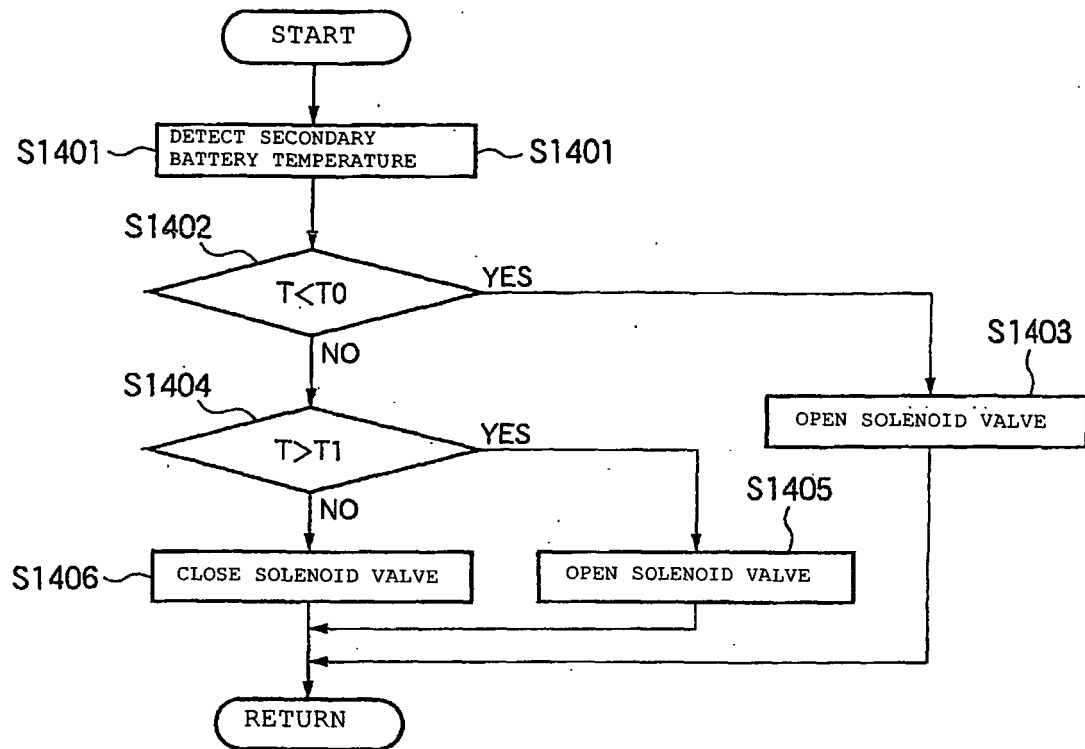 START
DETECT SECONDARY
BATTERY TEMPERATURE
S1401
S1401
S1402
T<T0
YES
NO
S1403
OPEN SOLENOID VALVE
S1404
T>T1
YES
NO
S1405
OPEN SOLENOID VALVE
S1406
CLOSE SOLENOID VALVE
RETURN